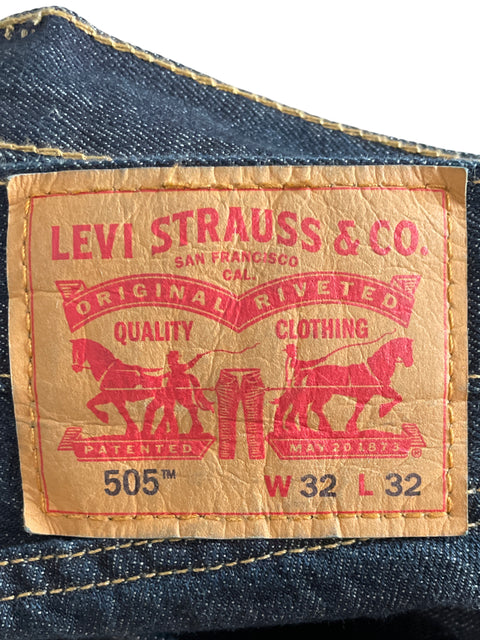 LEVI STRAUSS & CO.
SAN FRANCISCO
CAL.
ORIGINAL RIVETED
QUALITY CLOTHING
PATENTED MAY 20 1873 ®
505™ W 32 L 32